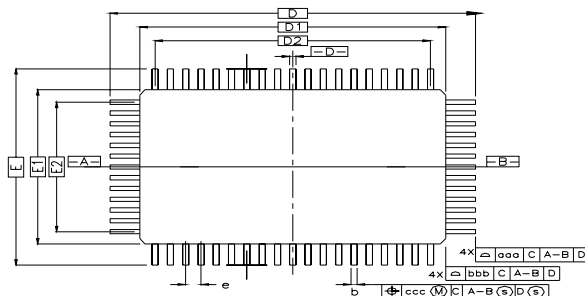 D
D1
D2
-D-
E
E1
E2
-A-
-B-
4X ⌓ aaa C A-B D
4X ⌓ bbb C A-B D
e
b
⌖ ccc Ⓜ C A-B Ⓢ D Ⓢ